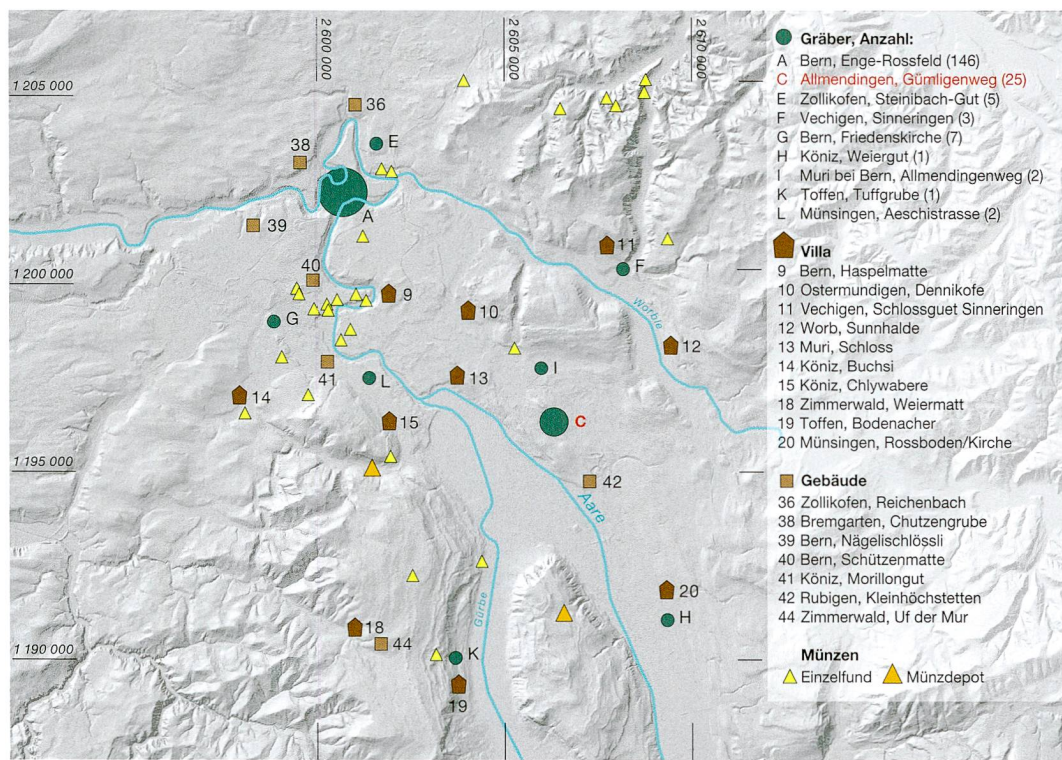 2 600 000
2 605 000
2 610 000
1 205 000
1 200 000
1 195 000
1 190 000
36
E
38
A
39
40
9
10
11
F
Worble
G
12
41
L
13
I
14
15
C
42
Aare
Gürbe
20
H
18
44
K
19
Gräber, Anzahl:
A Bern, Enge-Rossfeld (146)
C Allmendingen, Gümligenweg (25)
E Zollikofen, Steinibach-Gut (5)
F Vechigen, Sinneringen (3)
G Bern, Friedenskirche (7)
H Köniz, Weiergut (1)
I Muri bei Bern, Allmendingenweg (2)
K Toffen, Tuffgrube (1)
L Münsingen, Aeschistrasse (2)
Villa
9 Bern, Haspelmatte
10 Ostermundigen, Dennikofe
11 Vechigen, Schlossguet Sinneringen
12 Worb, Sunnhalde
13 Muri, Schloss
14 Köniz, Buchsi
15 Köniz, Chlywabere
18 Zimmerwald, Weiermatt
19 Toffen, Bodenacher
20 Münsingen, Rossboden/Kirche
Gebäude
36 Zollikofen, Reichenbach
38 Bremgarten, Chutzengrube
39 Bern, Nägelischlössli
40 Bern, Schützenmatte
41 Köniz, Morillongut
42 Rubigen, Kleinhöchstetten
44 Zimmerwald, Uf der Mur
Münzen
Einzelfund Münzdepot